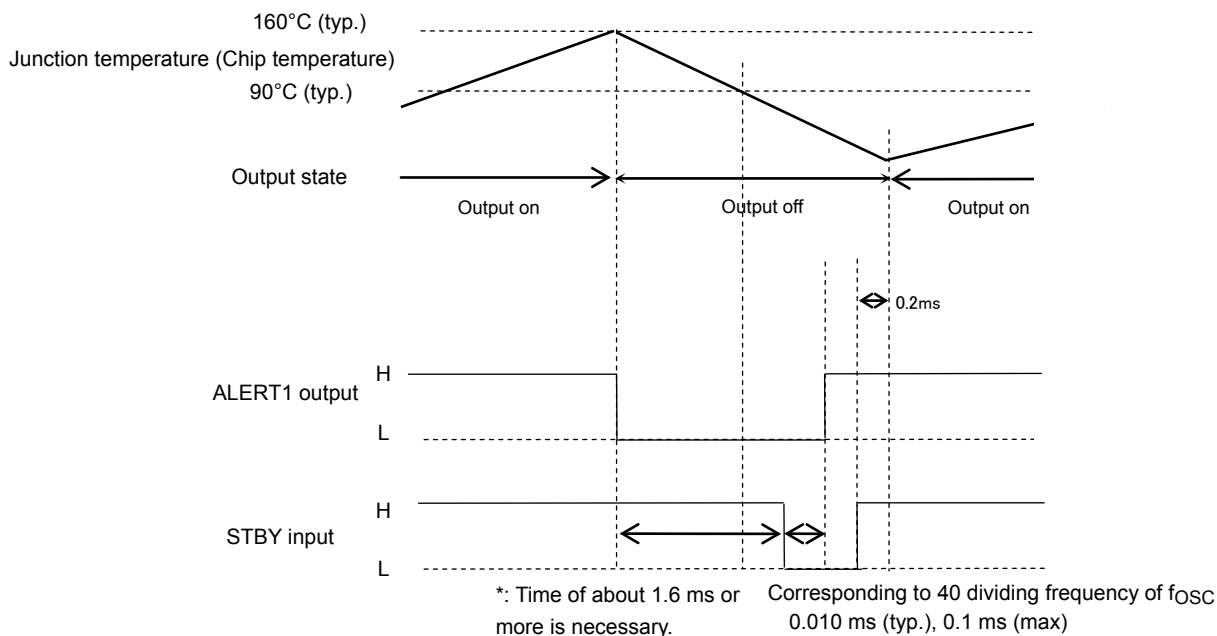 160°C (typ.)
Junction temperature (Chip temperature)
90°C (typ.)
Output state
Output on
Output off
Output on
0.2ms
H
ALERT1 output
L
H
STBY input
L
*: Time of about 1.6 ms or
more is necessary.
Corresponding to 40 dividing frequency of fOSC
0.010 ms (typ.), 0.1 ms (max)